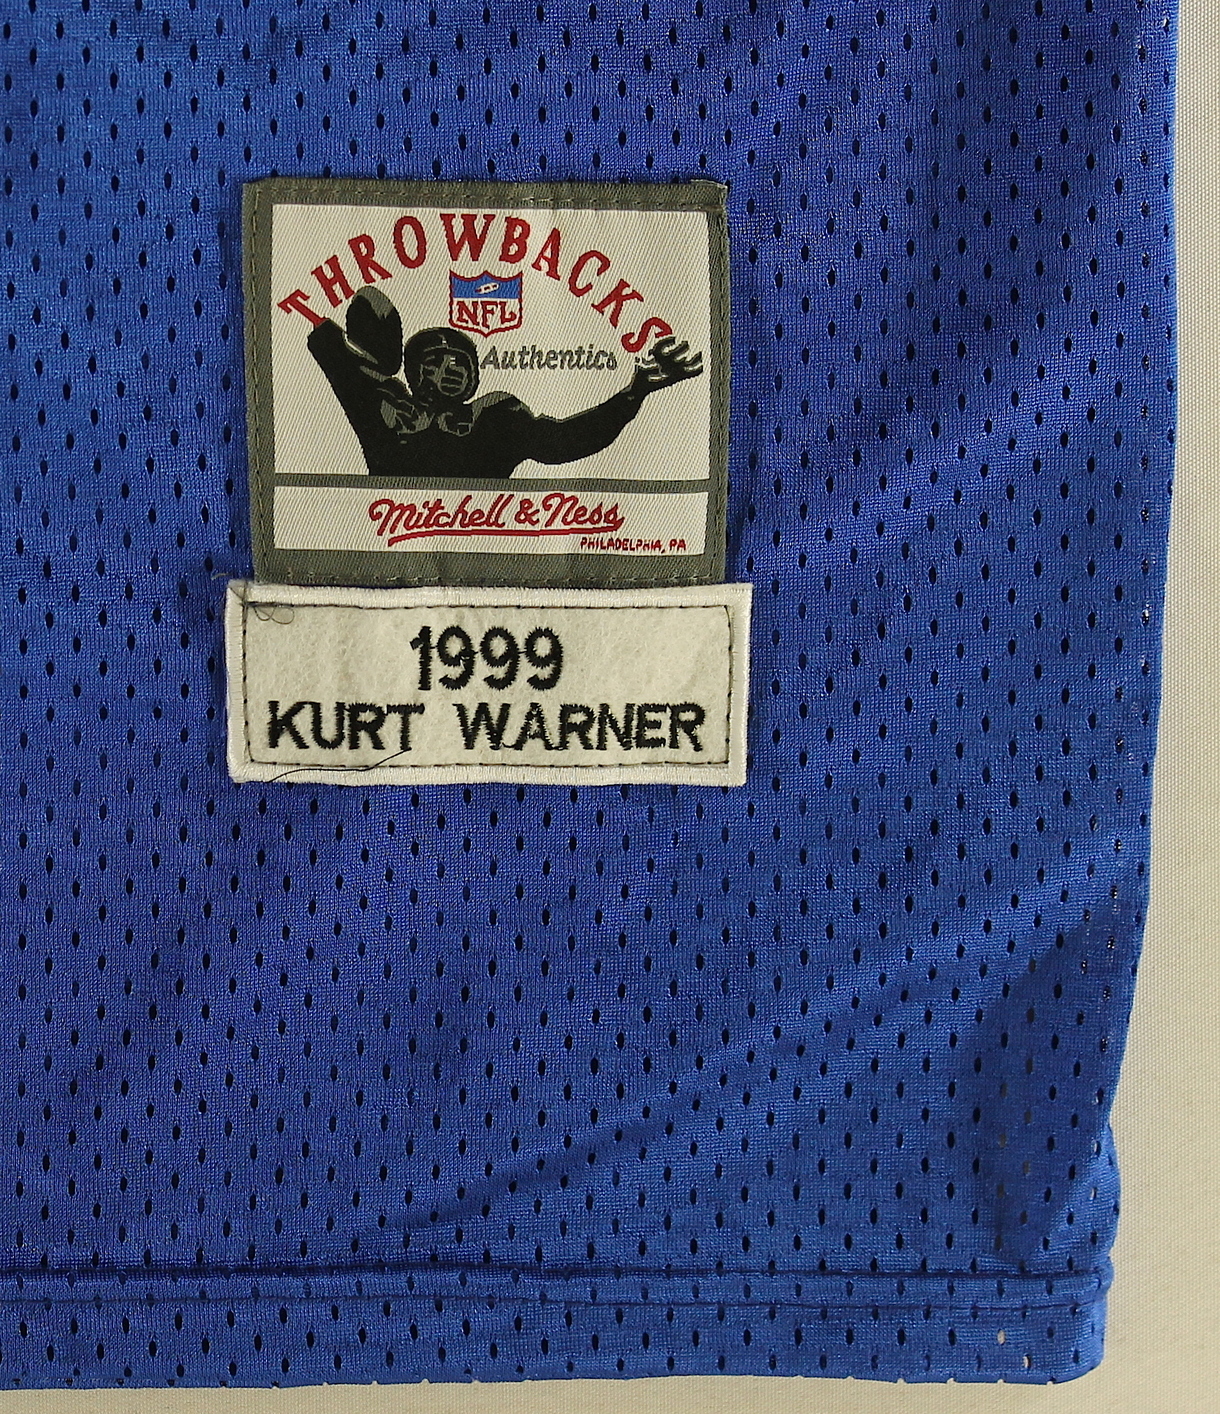 THROWBACKS
NFL
Authentics
Mitchell & Ness
PHILADELPHIA, PA
1999
KURT WARNER